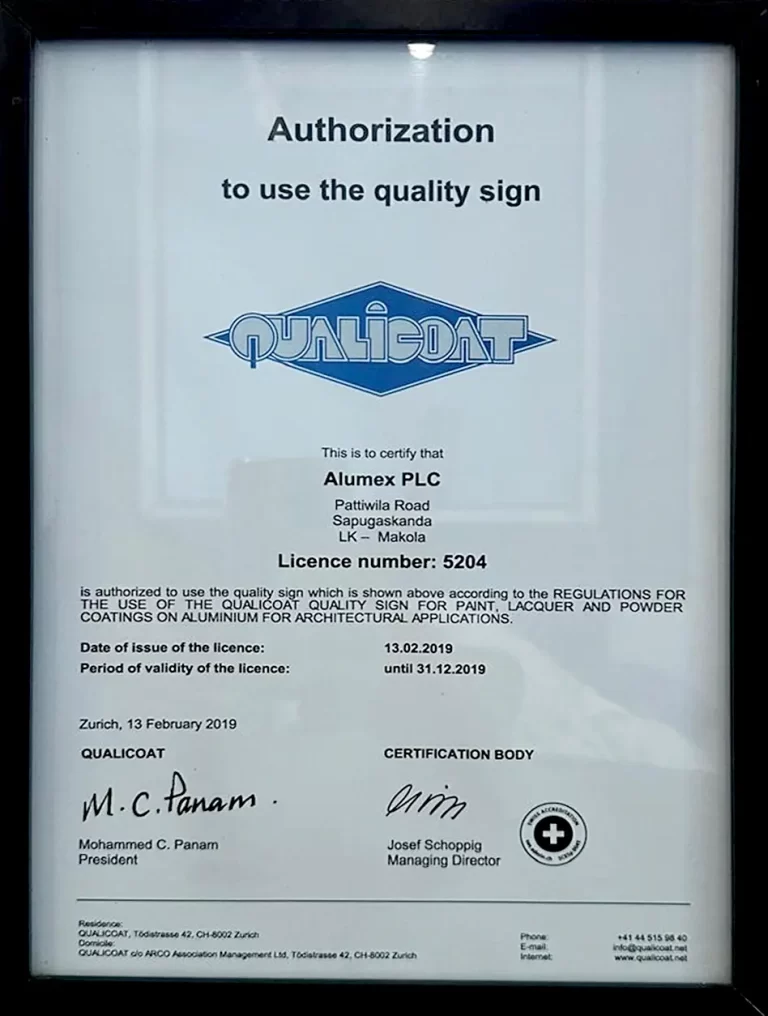 Authorization
to use the quality sign
QUALICOAT
This is to certify that
Alumex PLC
Pattiwila Road
Sapugaskanda
LK – Makola
Licence number: 5204
is authorized to use the quality sign which is shown above according to the REGULATIONS FOR
THE USE OF THE QUALICOAT QUALITY SIGN FOR PAINT, LACQUER AND POWDER
COATINGS ON ALUMINIUM FOR ARCHITECTURAL APPLICATIONS.
Date of issue of the licence: 13.02.2019
Period of validity of the licence: until 31.12.2019
Zurich, 13 February 2019
QUALICOAT CERTIFICATION BODY
M. C. Panam.
Mohammed C. Panam Josef Schoppig
President Managing Director
SWISS ACCREDITATION
Residence:
QUALICOAT, Tödistrasse 42, CH-8002 Zurich
Domicile:
QUALICOAT c/o ARCO Association Management Ltd, Tödistrasse 42, CH-8002 Zurich
Phone: +41 44 515 98 40
E-mail: info@qualicoat.net
Internet: www.qualicoat.net